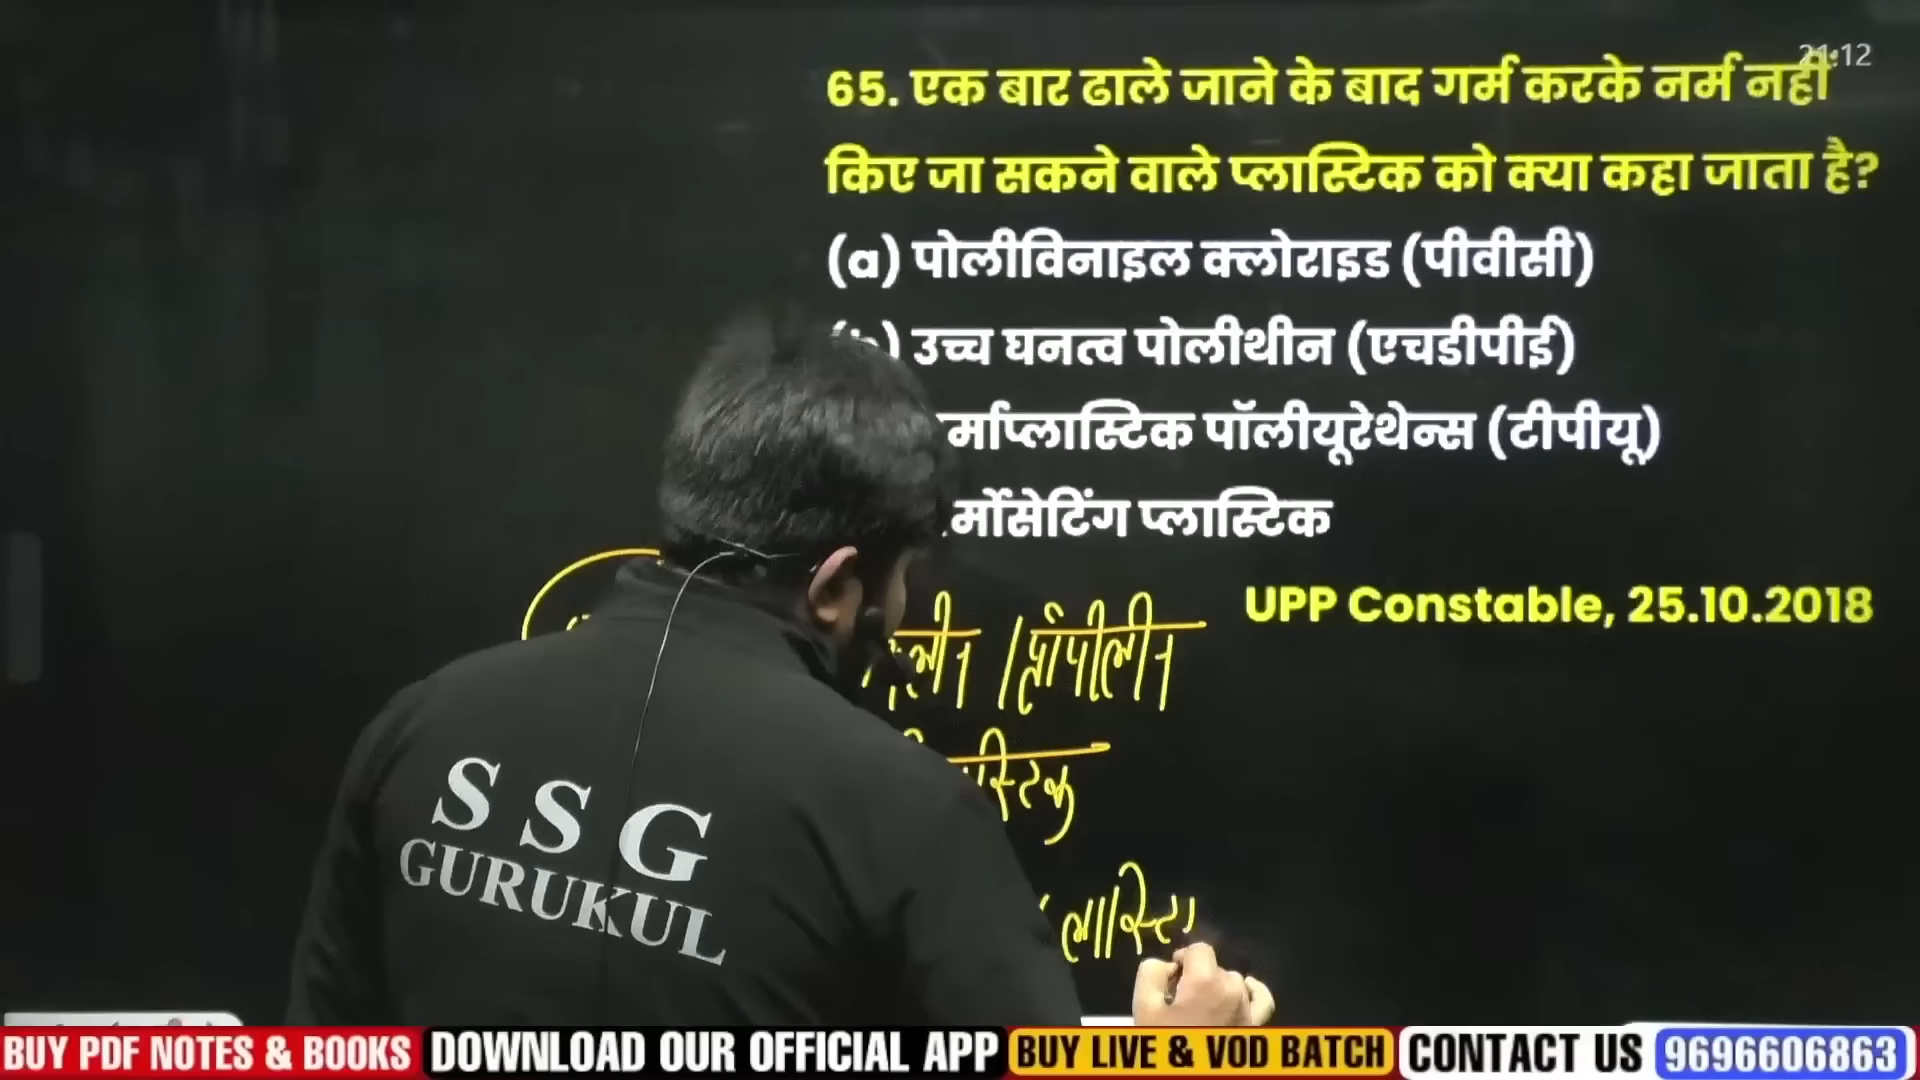 21:12
65. एक बार ढाले जाने के बाद गर्म करके नर्म नहीं
किए जा सकने वाले प्लास्टिक को क्या कहा जाता है?
(a) पोलीविनाइल क्लोराइड (पीवीसी)
उच्च घनत्व पोलीथीन (एचडीपीई)
पॉलीयूरेथेन्स (टीपीयू)
प्लास्टिक
UPP Constable, 25.10.2018
SSG
GURUKUL
BUY PDF NOTES & BOOKS DOWNLOAD OUR OFFICIAL APP BUY LIVE & VOD BATCH CONTACT US 9696606863